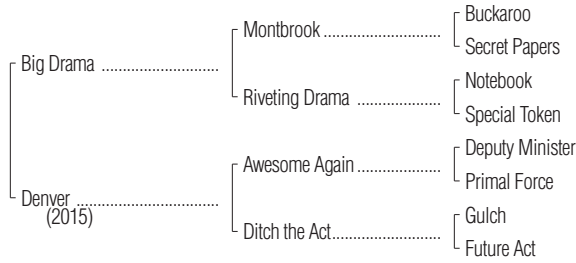 Buckaroo
Montbrook
Secret Papers
Big Drama
Notebook
Riveting Drama
Special Token
Deputy Minister
Awesome Again
Primal Force
Denver
(2015)
Gulch
Ditch the Act
Future Act